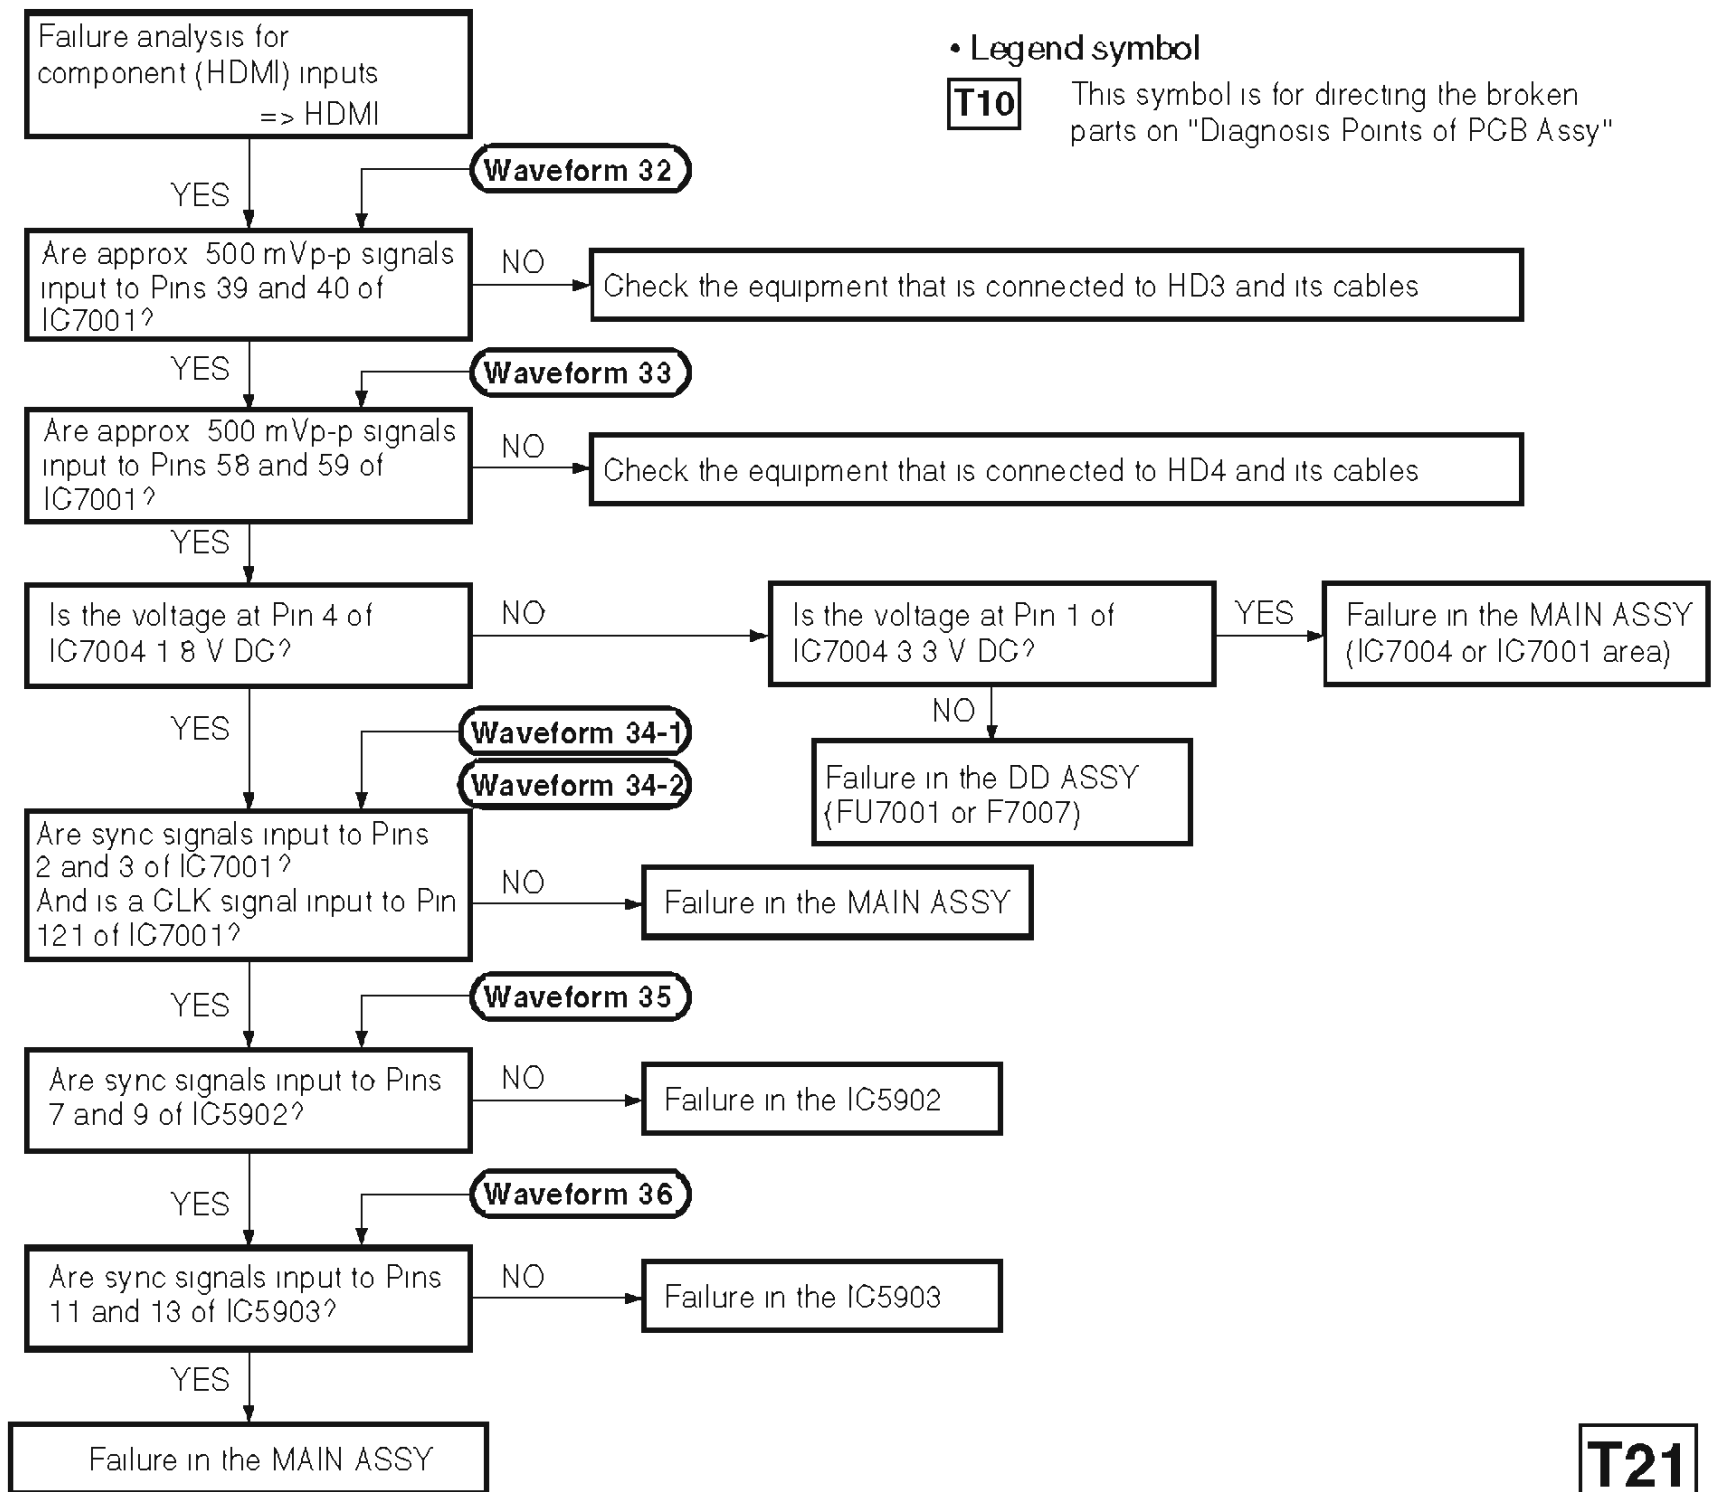 Failure analysis for
component (HDMI) inputs
=> HDMI
• Legend symbol
T10
This symbol is for directing the broken
parts on "Diagnosis Points of PCB Assy"
Waveform 32
YES
Are approx 500 mVp-p signals
input to Pins 39 and 40 of
IC7001?
NO
Check the equipment that is connected to HD3 and its cables
YES
Waveform 33
Are approx 500 mVp-p signals
input to Pins 58 and 59 of
IC7001?
NO
Check the equipment that is connected to HD4 and its cables
YES
Is the voltage at Pin 4 of
IC7004 1 8 V DC?
NO
Is the voltage at Pin 1 of
IC7004 3 3 V DC?
YES
Failure in the MAIN ASSY
(IC7004 or IC7001 area)
NO
Failure in the DD ASSY
(FU7001 or F7007)
YES
Waveform 34-1
Waveform 34-2
Are sync signals input to Pins
2 and 3 of IC7001?
And is a CLK signal input to Pin
121 of IC7001?
NO
Failure in the MAIN ASSY
YES
Waveform 35
Are sync signals input to Pins
7 and 9 of IC5902?
NO
Failure in the IC5902
YES
Waveform 36
Are sync signals input to Pins
11 and 13 of IC5903?
NO
Failure in the IC5903
YES
Failure in the MAIN ASSY
T21